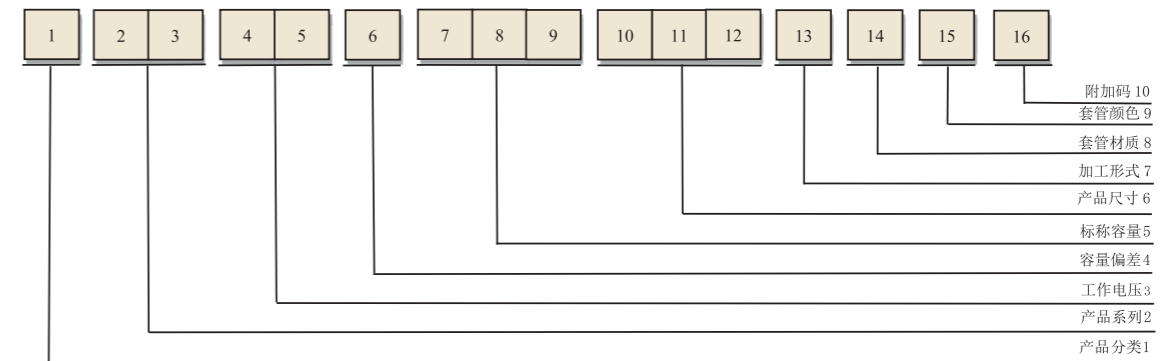 1 2 3 4 5 6 7 8 9 10 11 12 13 14 15 16
附加码 10
套管颜色 9
套管材质 8
加工形式 7
产品尺寸 6
标称容量5
容量偏差4
工作电压3
产品系列2
产品分类1